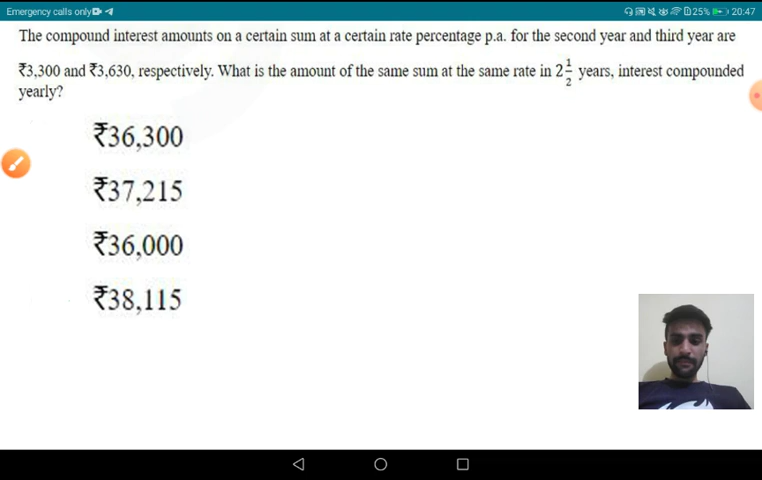 Emergency calls only
25% 20:47
The compound interest amounts on a certain sum at a certain rate percentage p.a. for the second year and third year are
₹3,300 and ₹3,630, respectively. What is the amount of the same sum at the same rate in 2 1/2 years, interest compounded
yearly?
₹36,300
₹37,215
₹36,000
₹38,115